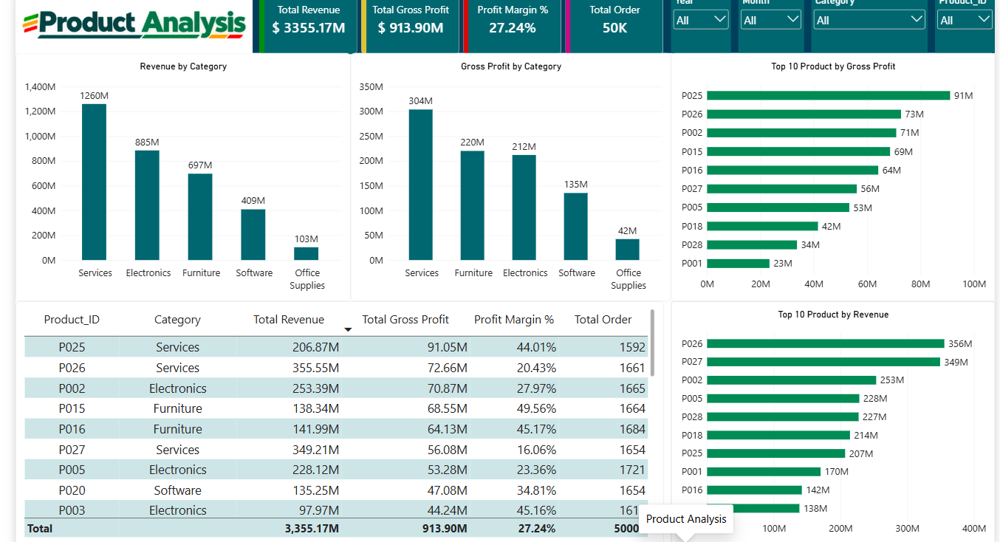 Product Analysis
Total Revenue
$ 3355.17M
Total Gross Profit
$ 913.90M
Profit Margin %
27.24%
Total Order
50K
Year
All
Month
All
Category
All
Product_ID
All
Revenue by Category
1,400M
1,200M
1,000M
800M
600M
400M
200M
0M
1260M
885M
697M
409M
103M
Services
Electronics
Furniture
Software
Office
Supplies
Gross Profit by Category
350M
300M
250M
200M
150M
100M
50M
0M
304M
220M
212M
135M
42M
Services
Furniture
Electronics
Software
Office
Supplies
Top 10 Product by Gross Profit
P025 91M
P026 73M
P002 71M
P015 69M
P016 64M
P027 56M
P005 53M
P018 42M
P028 34M
P001 23M
0M 20M 40M 60M 80M 100M
Product_ID Category Total Revenue Total Gross Profit Profit Margin % Total Order
P025 Services 206.87M 91.05M 44.01% 1592
P026 Services 355.55M 72.66M 20.43% 1661
P002 Electronics 253.39M 70.87M 27.97% 1665
P015 Furniture 138.34M 68.55M 49.56% 1664
P016 Furniture 141.99M 64.13M 45.17% 1684
P027 Services 349.21M 56.08M 16.06% 1654
P005 Electronics 228.12M 53.28M 23.36% 1721
P020 Software 135.25M 47.08M 34.81% 1654
P003 Electronics 97.97M 44.24M 45.16%
Total 3,355.17M 913.90M 27.24%
Top 10 Product by Revenue
P026 356M
P027 349M
P002 253M
P005 228M
P028 227M
P018 214M
P025 207M
P001 170M
P016 142M
138M
100M 200M 300M 400M
Product Analysis